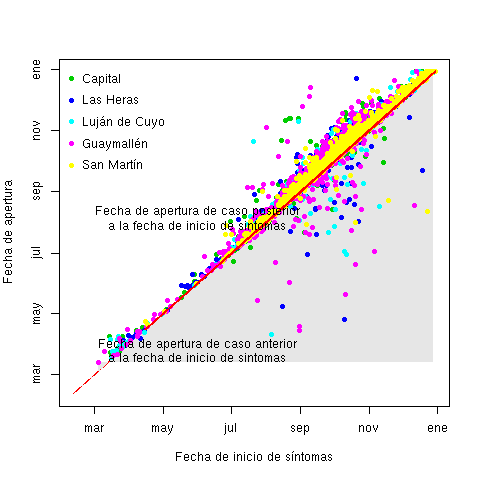 Capital
Las Heras
Luján de Cuyo
Guaymallén
San Martín
Fecha de apertura de caso posterior
a la fecha de inicio de sintomas
Fecha de apertura de caso anterior
a la fecha de inicio de sintomas
Fecha de apertura
ene
nov
sep
jul
may
mar
mar may jul sep nov ene
Fecha de inicio de síntomas